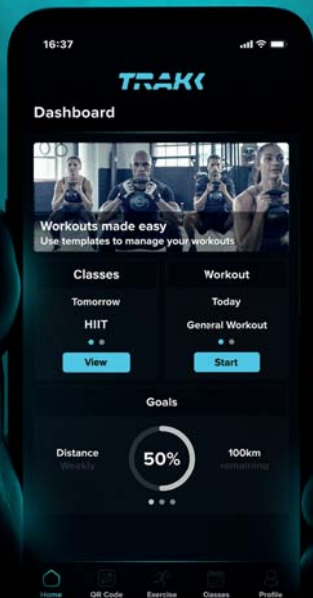 16:37
TRAKK
Dashboard
Workouts made easy
Use templates to manage your workouts
Classes
Workout
Tomorrow
Today
HIIT
General Workout
View
Start
Goals
Distance
Weekly
50%
100km
remaining
Home
QR Code
Exercise
Classes
Profile